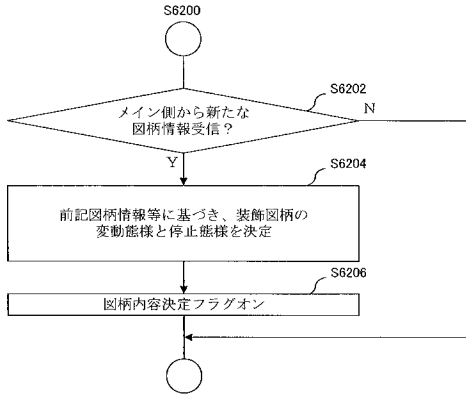 S6200
S6202
メイン側から新たな
図柄情報受信？
N
Y
S6204
前記図柄情報等に基づき、装飾図柄の
変動態様と停止態様を決定
S6206
図柄内容決定フラグオン